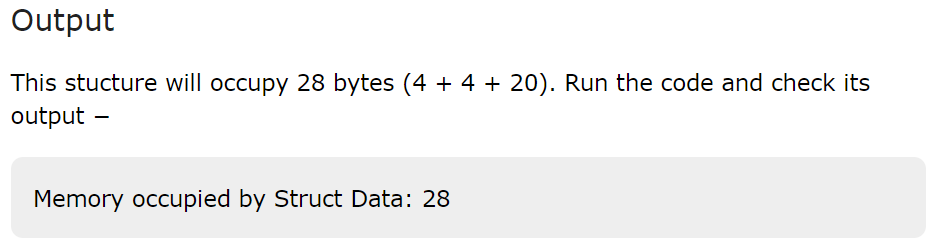 Output
This stucture will occupy 28 bytes (4 + 4 + 20). Run the code and check its
output −
Memory occupied by Struct Data: 28